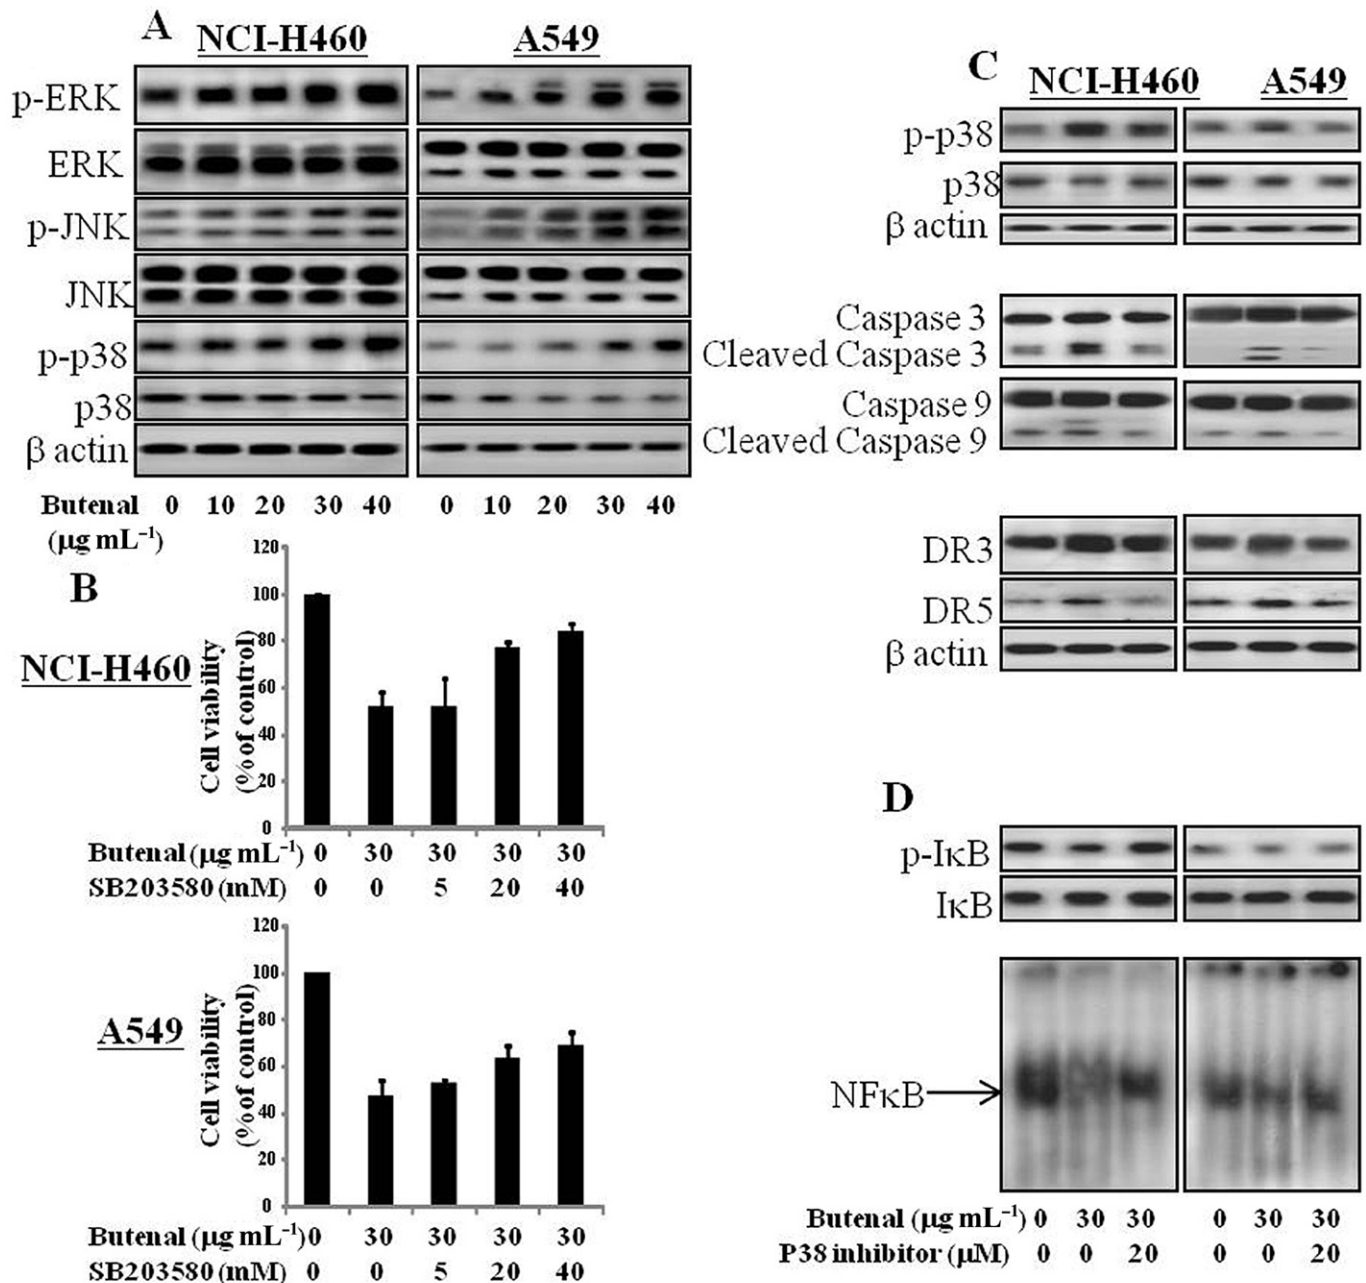 A
NCI-H460 A549
p-ERK
ERK
p-JNK
JNK
p-p38
p38
β actin
Butenal 0 10 20 30 40 0 10 20 30 40
(μg mL⁻¹)
B
NCI-H460
Cell viability
(% of control)
120
100
80
60
40
20
0
Butenal (μg mL⁻¹) 0 30 30 30 30
SB203580 (mM) 0 0 5 20 40
A549
Cell viability
(% of control)
120
100
80
60
40
20
0
Butenal (μg mL⁻¹) 0 30 30 30 30
SB203580 (mM) 0 0 5 20 40
C
NCI-H460 A549
p-p38
p38
β actin
Caspase 3
Cleaved Caspase 3
Caspase 9
Cleaved Caspase 9
DR3
DR5
β actin
D
p-IκB
IκB
NFκB
Butenal (μg mL⁻¹) 0 30 30 0 30 30
P38 inhibitor (μM) 0 0 20 0 0 20